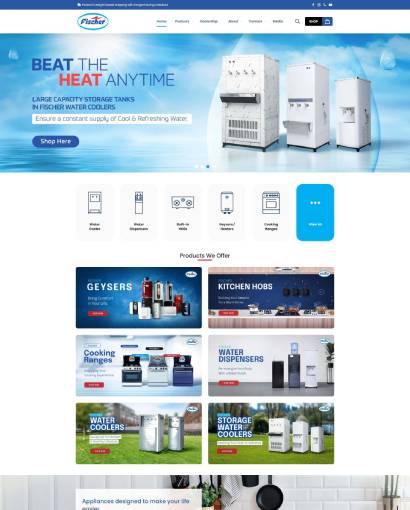 Fischer
Home
Products
Dealership
About
Contact
Media
SHOP
BEAT THE
HEAT ANYTIME
LARGE CAPACITY STORAGE TANKS
IN FISCHER WATER COOLERS
Ensure a constant supply of Cool & Refreshing Water.
Shop Here
Water
Cooler
Water
Dispensers
Built-in
HOBs
Geysers/
Heaters
Cooking
Ranges
View All
Products We Offer
GEYSERS
KITCHEN HOBS
Cooking
Ranges
WATER
DISPENSERS
WATER
COOLERS
STORAGE
WATER
COOLERS
Appliances designed to make your life
easier